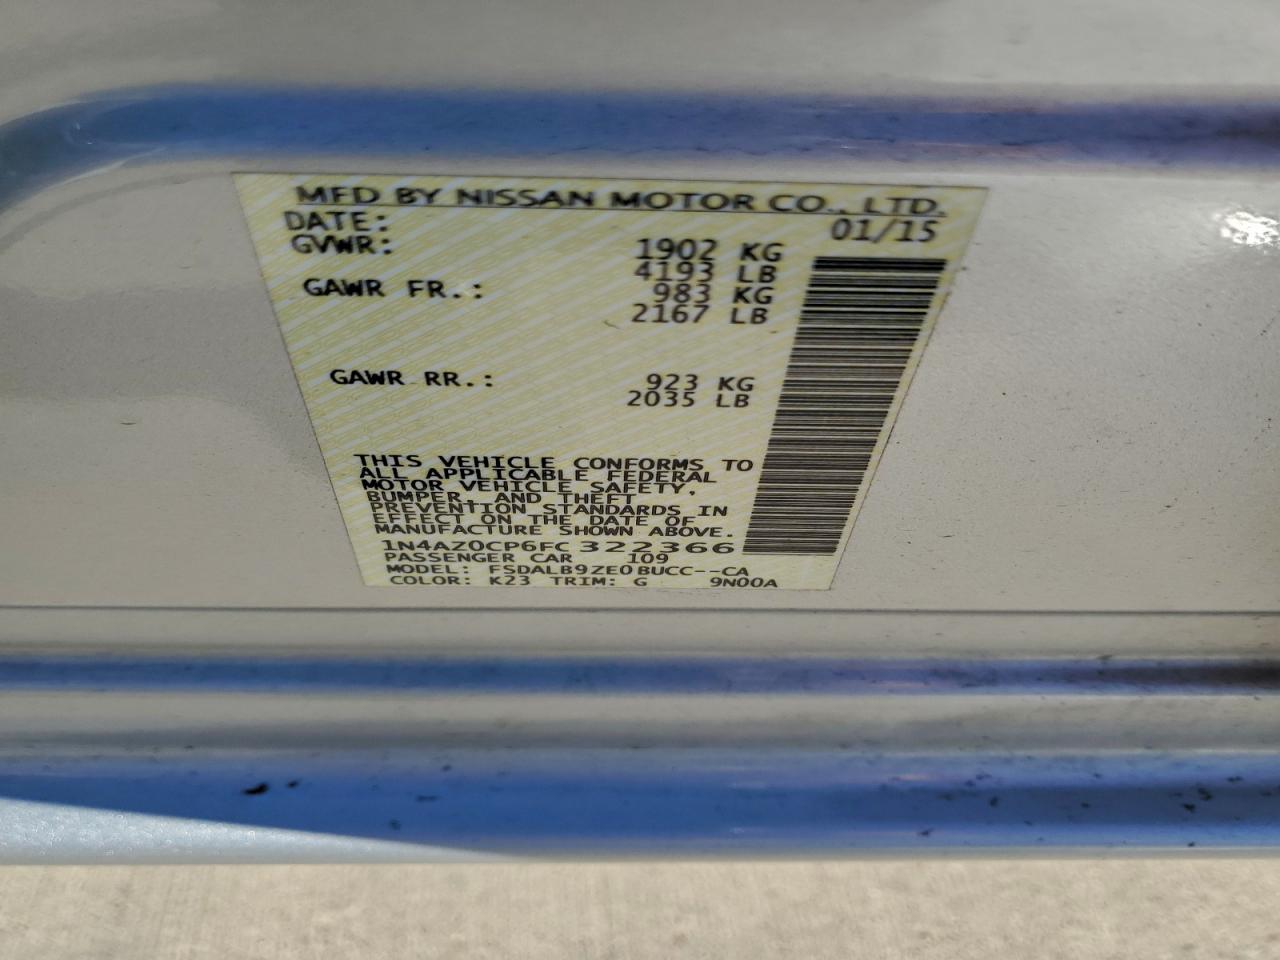 MFD BY NISSAN MOTOR CO., LTD.
DATE: 01/15
GVWR: 1902 KG
4193 LB
GAWR FR.: 983 KG
2167 LB
GAWR RR.: 923 KG
2035 LB
THIS VEHICLE CONFORMS TO
ALL APPLICABLE FEDERAL
MOTOR VEHICLE SAFETY,
BUMPER, AND THEFT
PREVENTION STANDARDS IN
EFFECT ON THE DATE OF
MANUFACTURE SHOWN ABOVE.
1N4AZ0CP6FC322366
PASSENGER CAR 109
MODEL: FSDALB9ZE0BUCC--CA
COLOR: K23 TRIM: G 9N00A